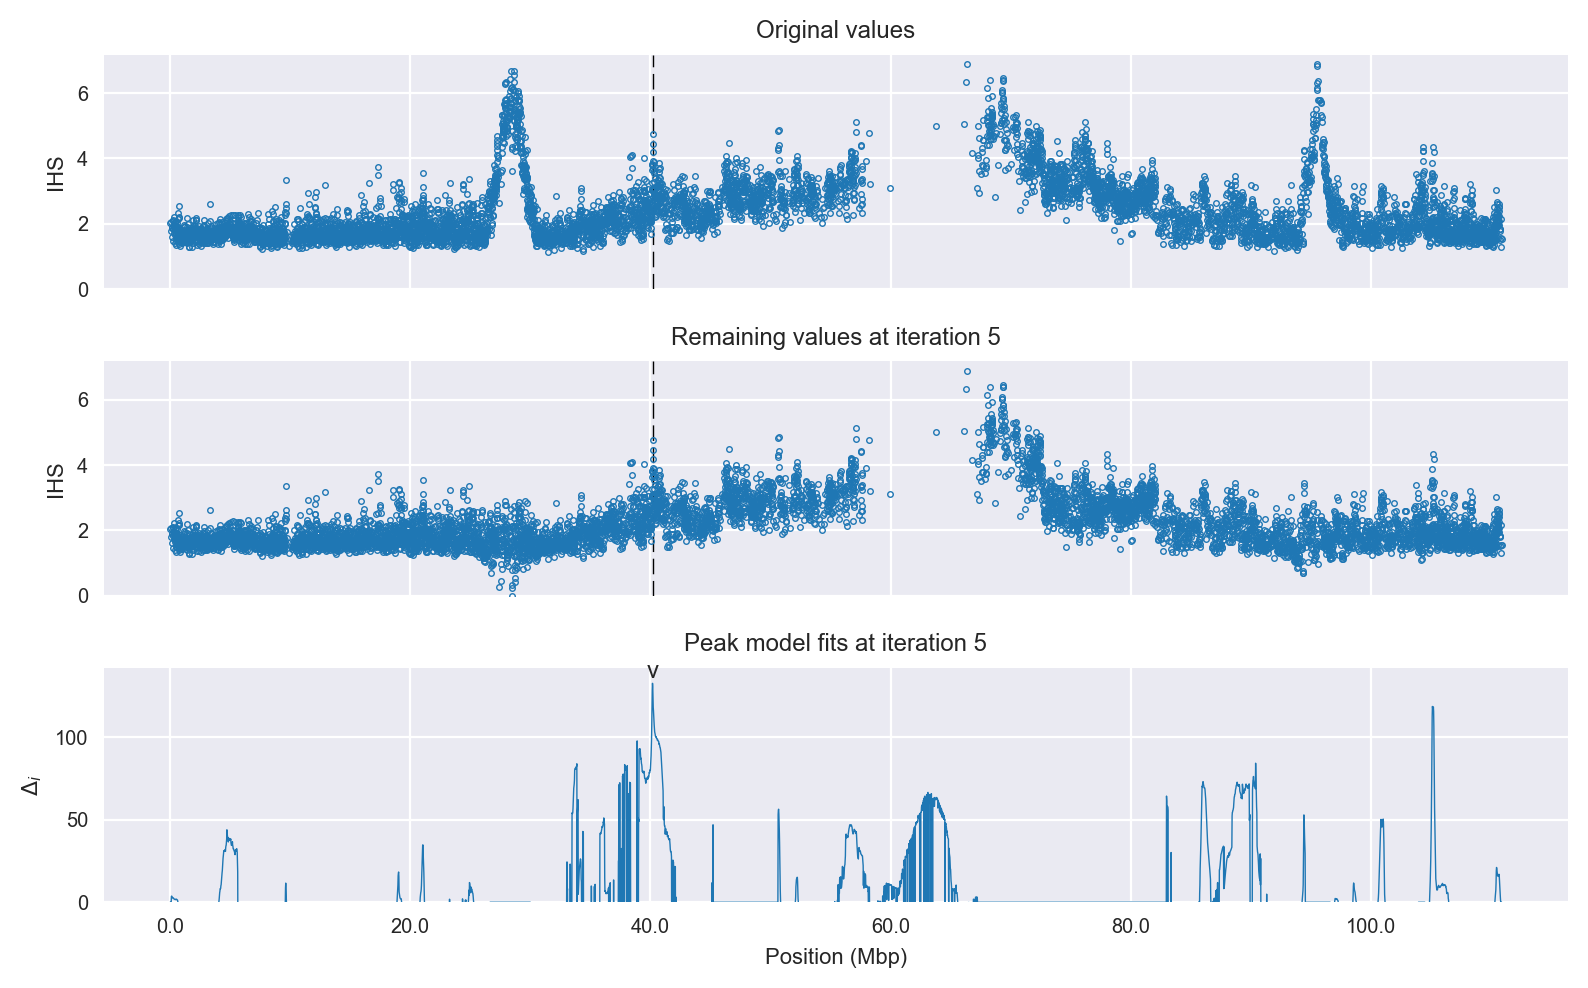 Original values
6
4
2
0
IHS
Remaining values at iteration 5
6
4
2
0
IHS
Peak model fits at iteration 5
v
100
50
0
Δi
0.0 20.0 40.0 60.0 80.0 100.0
Position (Mbp)